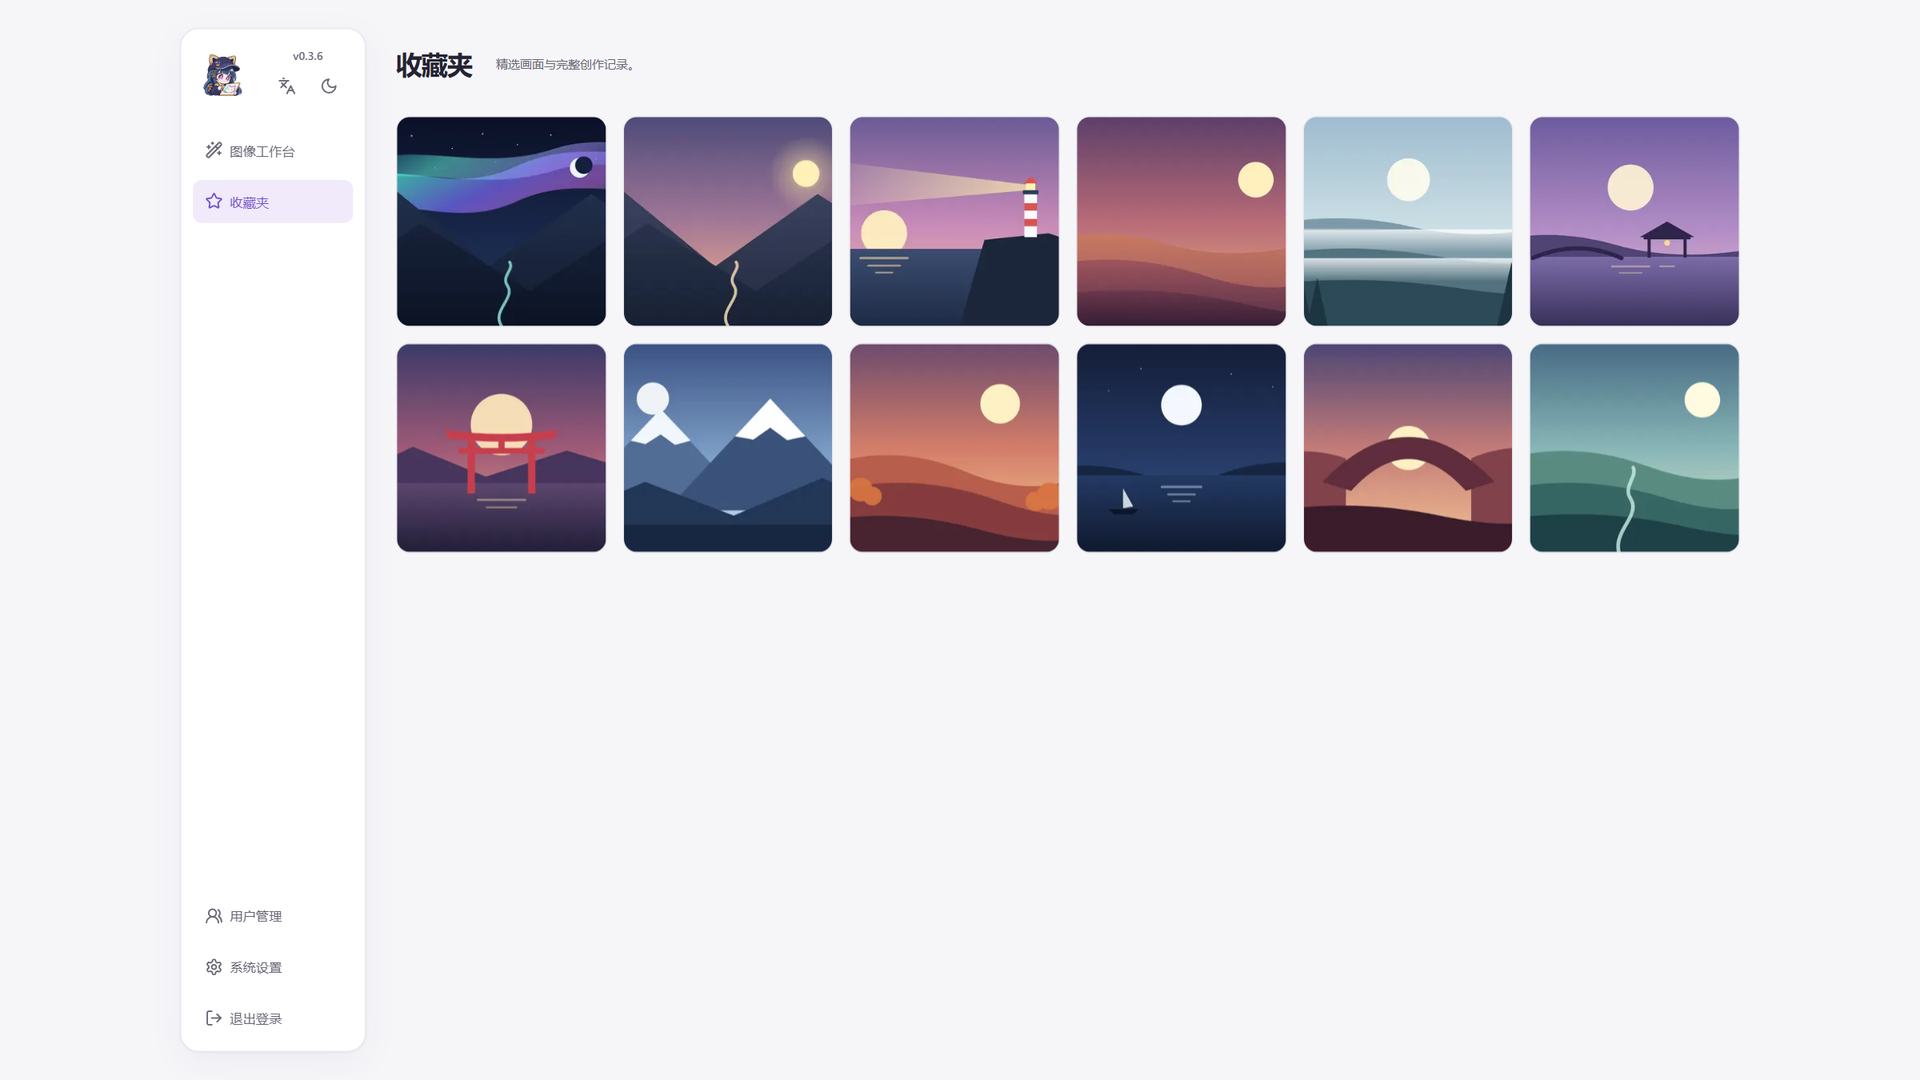 v0.3.6
图像工作台
收藏夹
用户管理
系统设置
退出登录
收藏夹
精选画面与完整创作记录。